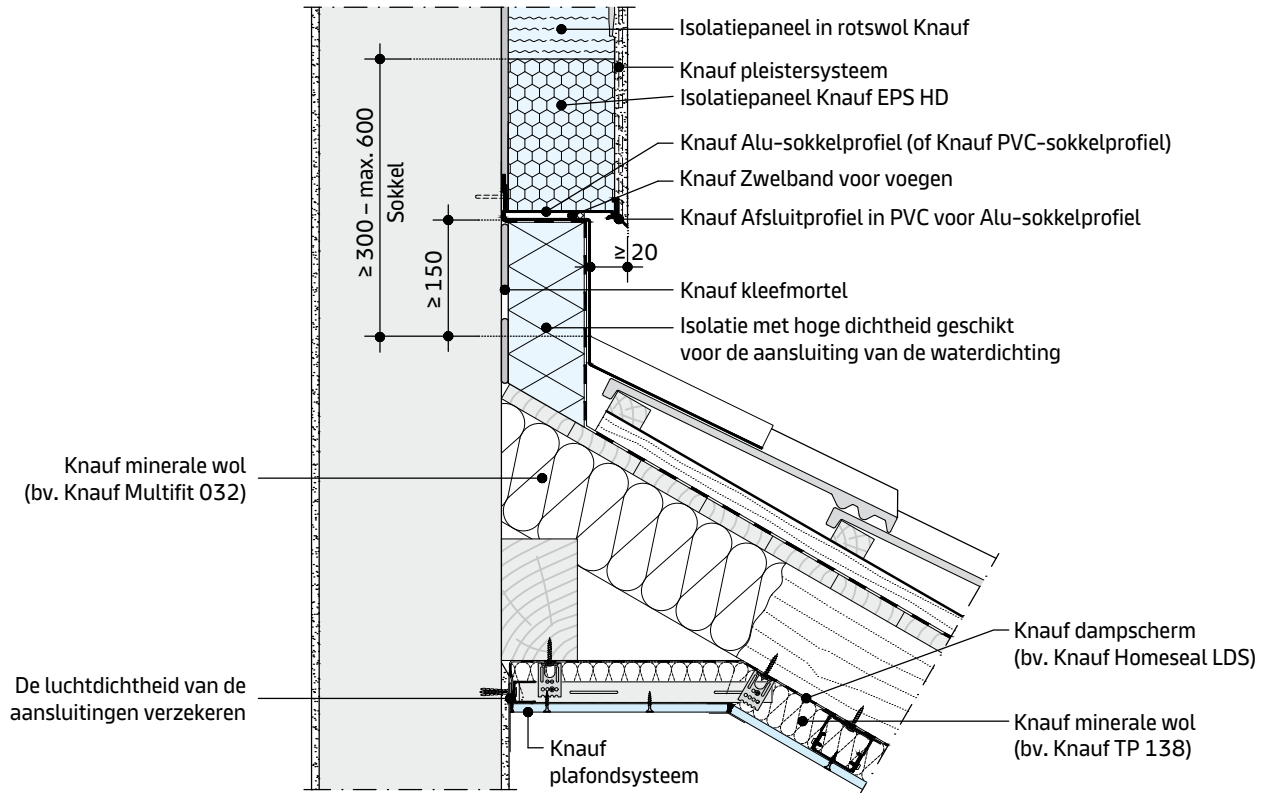 Isolatiepaneel in rotswol Knauf
Knauf pleistersysteem
Isolatiepaneel Knauf EPS HD
Knauf Alu-sokkelprofiel (of Knauf PVC-sokkelprofiel)
Knauf Zwelband voor voegen
Knauf Afsluitprofiel in PVC voor Alu-sokkelprofiel
≥ 300 – max. 600
Sokkel
≥ 150
≥ 20
Knauf kleefmortel
Isolatie met hoge dichtheid geschikt
voor de aansluiting van de waterdichting
Knauf minerale wol
(bv. Knauf Multifit 032)
Knauf dampscherm
(bv. Knauf Homeseal LDS)
De luchtdichtheid van de
aansluitingen verzekeren
Knauf minerale wol
(bv. Knauf TP 138)
Knauf
plafondsysteem